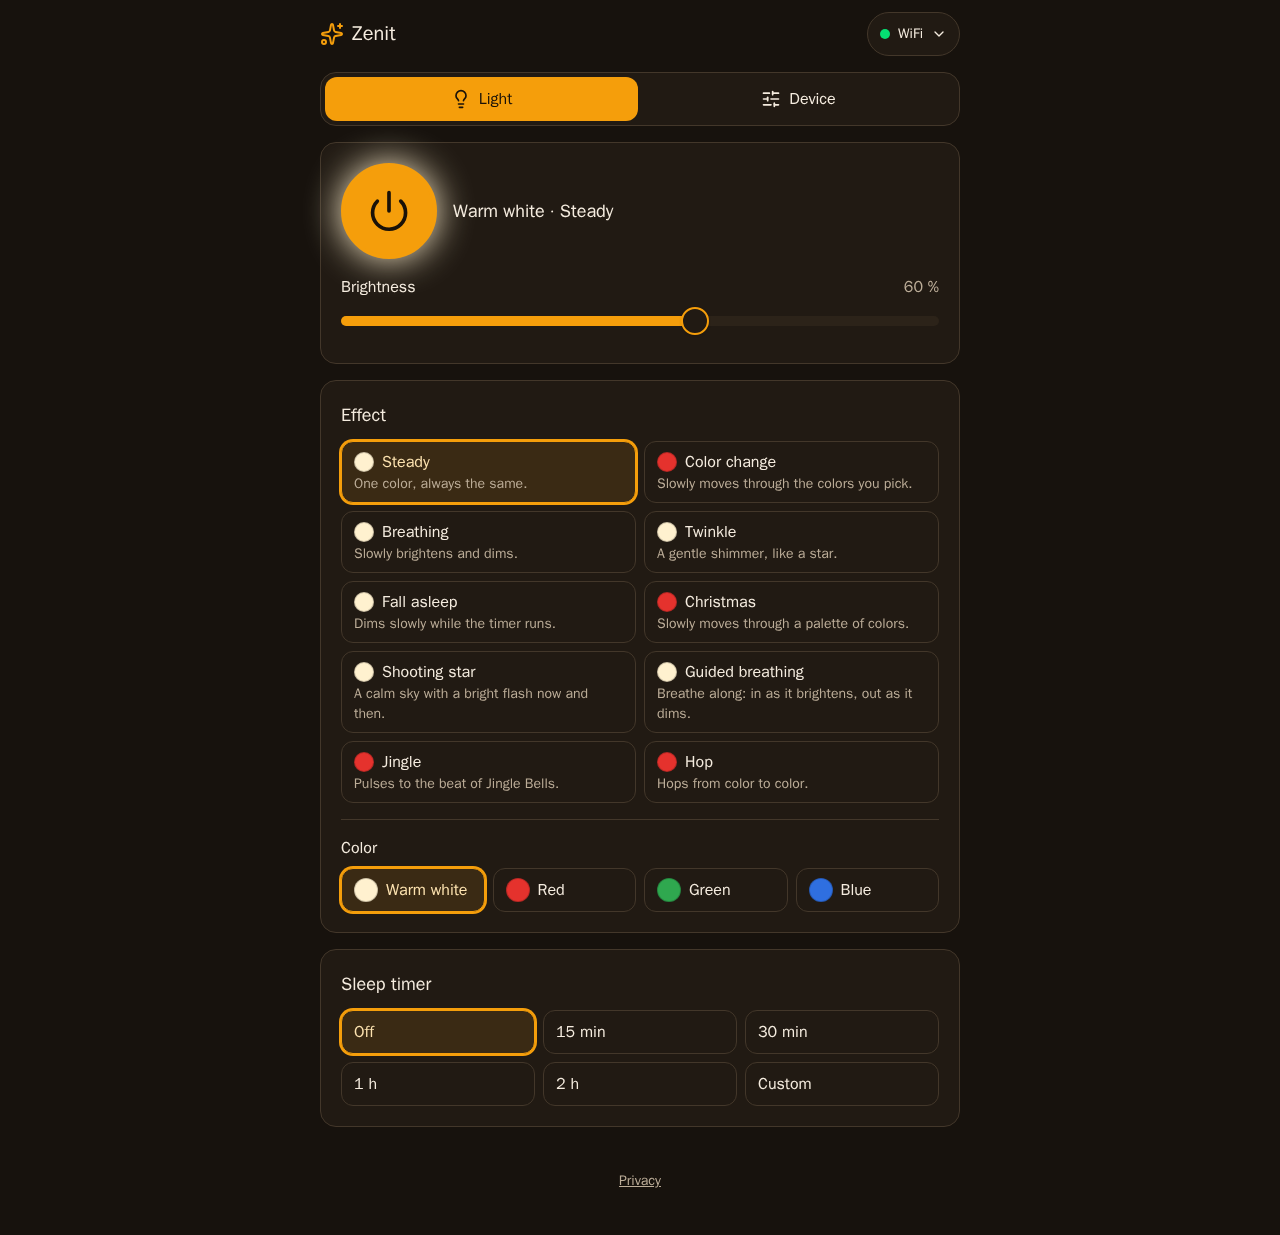 Zenit
WiFi
Light
Device
Warm white · Steady
Brightness
60 %
Effect
Steady
One color, always the same.
Color change
Slowly moves through the colors you pick.
Breathing
Slowly brightens and dims.
Twinkle
A gentle shimmer, like a star.
Fall asleep
Dims slowly while the timer runs.
Christmas
Slowly moves through a palette of colors.
Shooting star
A calm sky with a bright flash now and
then.
Guided breathing
Breathe along: in as it brightens, out as it
dims.
Jingle
Pulses to the beat of Jingle Bells.
Hop
Hops from color to color.
Color
Warm white
Red
Green
Blue
Sleep timer
Off
15 min
30 min
1 h
2 h
Custom
Privacy